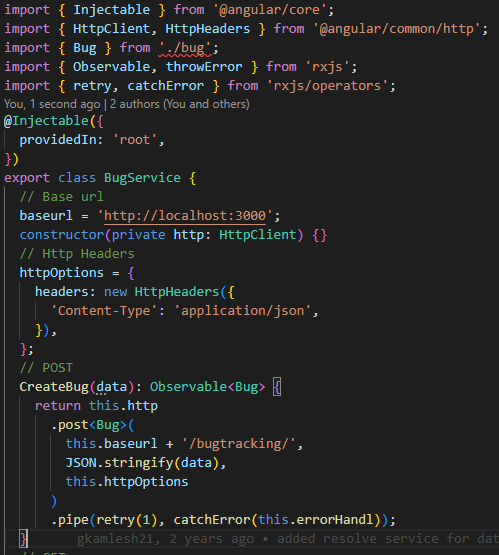 import { Injectable } from '@angular/core';
import { HttpClient, HttpHeaders } from '@angular/common/http';
import { Bug } from './bug';
import { Observable, throwError } from 'rxjs';
import { retry, catchError } from 'rxjs/operators';
You, 1 second ago | 2 authors (You and others)
@Injectable({
  providedIn: 'root',
})
export class BugService {
  // Base url
  baseurl = 'http://localhost:3000';
  constructor(private http: HttpClient) {}
  // Http Headers
  httpOptions = {
    headers: new HttpHeaders({
      'Content-Type': 'application/json',
    }),
  };
  // POST
  CreateBug(data): Observable<Bug> {
    return this.http
      .post<Bug>(
        this.baseurl + '/bugtracking/',
        JSON.stringify(data),
        this.httpOptions
      )
      .pipe(retry(1), catchError(this.errorHandl));
  } gkamlesh21, 2 years ago • added resolve service for dat